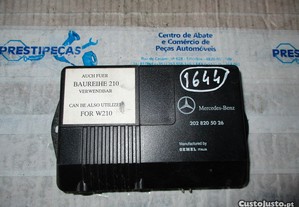 PRESTIPEÇAS
Centro de Abate
e Comércio de
Peças Automóveis
AUCH FUER
BAUREIHE 210
VERWENDBAR
CAN BE ALSO UTILIZED
FOR W210
1644
Mercedes-Benz
202 820 50 26
Manufactured by
CustoJusto.pt